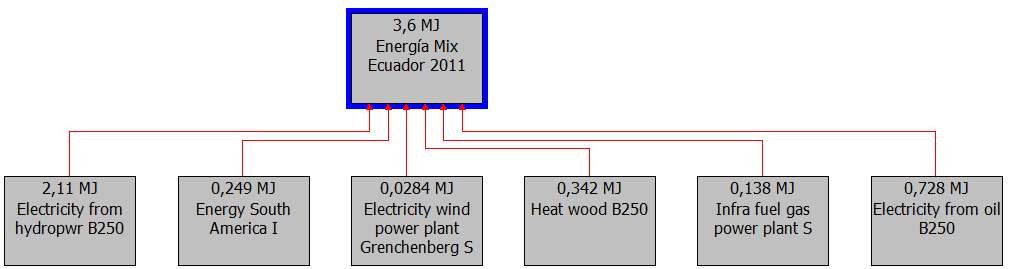 3,6 MJ
Energía Mix
Ecuador 2011
2,11 MJ
Electricity from
hydropwr B250
0,249 MJ
Energy South
America I
0,0284 MJ
Electricity wind
power plant
Grenchenberg S
0,342 MJ
Heat wood B250
0,138 MJ
Infra fuel gas
power plant S
0,728 MJ
Electricity from oil
B250